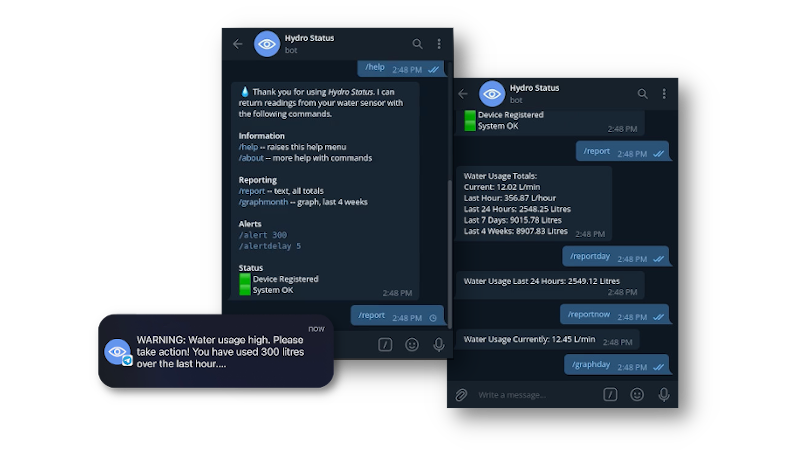 Hydro Status
bot
/help 2:48 PM
💧 Thank you for using Hydro Status. I can
return readings from your water sensor with
the following commands.
Information
/help -- raises this help menu
/about -- more help with commands
Reporting
/report -- text, all totals
/graphmonth -- graph, last 4 weeks
Alerts
/alert 300
/alertdelay 5
Status
Device Registered
System OK
2:48 PM
/report 2:48 PM
now
WARNING: Water usage high. Please
take action! You have used 300 litres
over the last hour....
Hydro Status
bot
Device Registered
System OK
2:48 PM
/report 2:48 PM
Water Usage Totals:
Current: 12.02 L/min
Last Hour: 356.87 L/hour
Last 24 Hours: 2548.25 Litres
Last 7 Days: 9015.78 Litres
Last 4 Weeks: 8907.83 Litres 2:48 PM
/reportday 2:48 PM
Water Usage Last 24 Hours: 2549.12 Litres
2:48 PM
/reportnow 2:48 PM
Water Usage Currently: 12.45 L/min 2:48 PM
/graphday 2:48 PM
Write a message...